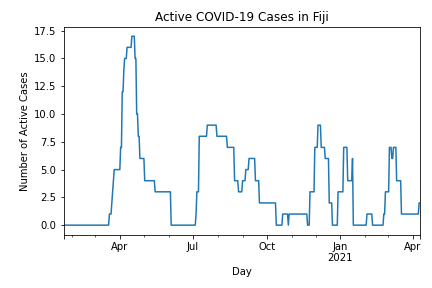 Active COVID-19 Cases in Fiji
Number of Active Cases
17.5
15.0
12.5
10.0
7.5
5.0
2.5
0.0
Apr Jul Oct Jan Apr
2021
Day